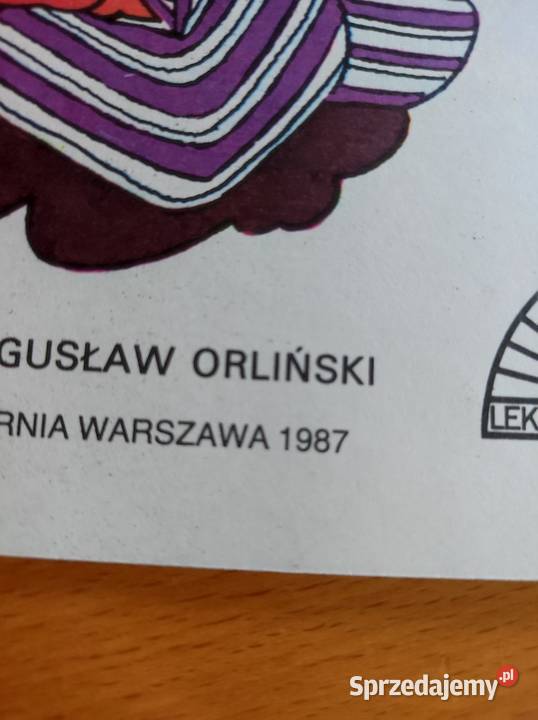 GUSŁAW ORLIŃSKI
RNIA WARSZAWA 1987
LEK
Sprzedajemy.pl